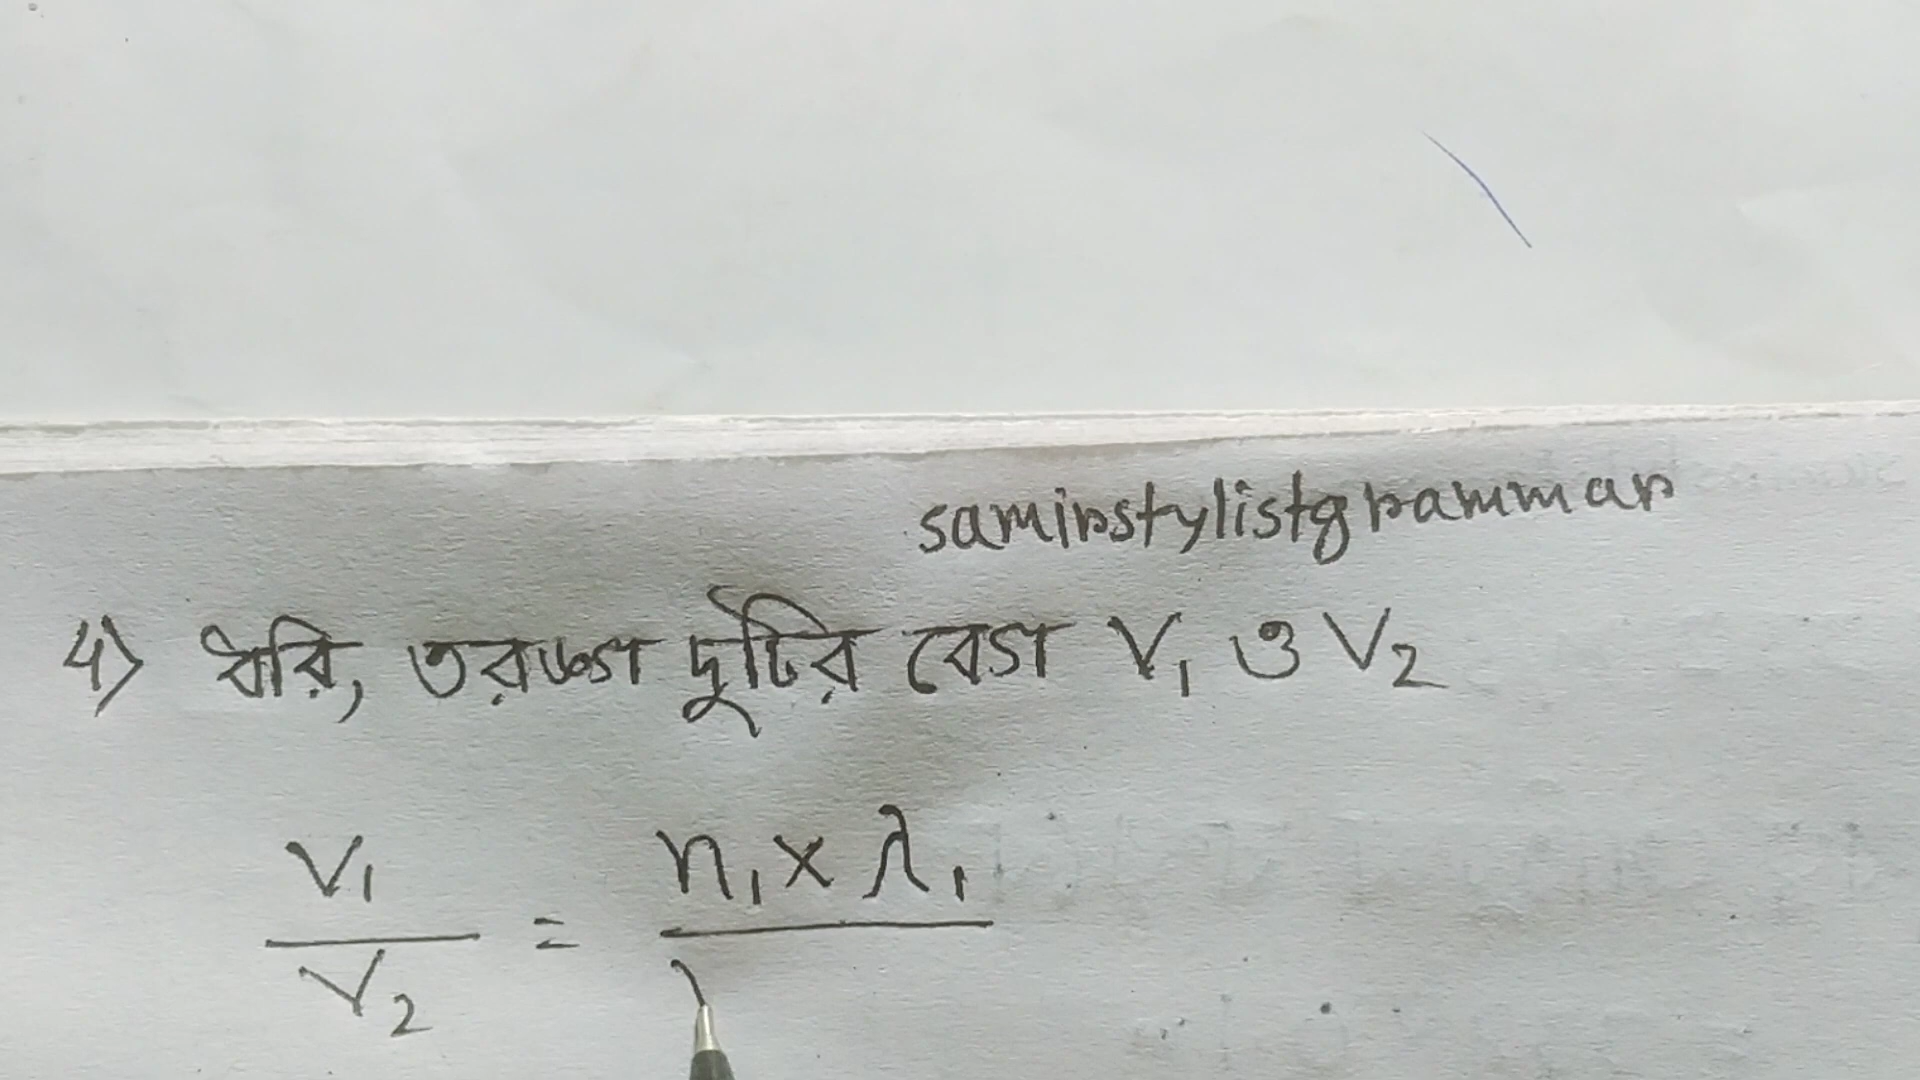 saminstylistgrammar
4) ধরি, তরঙ্গ দুটির বেগ V₁ ও V₂
V₁/V₂ = n₁ x λ₁/